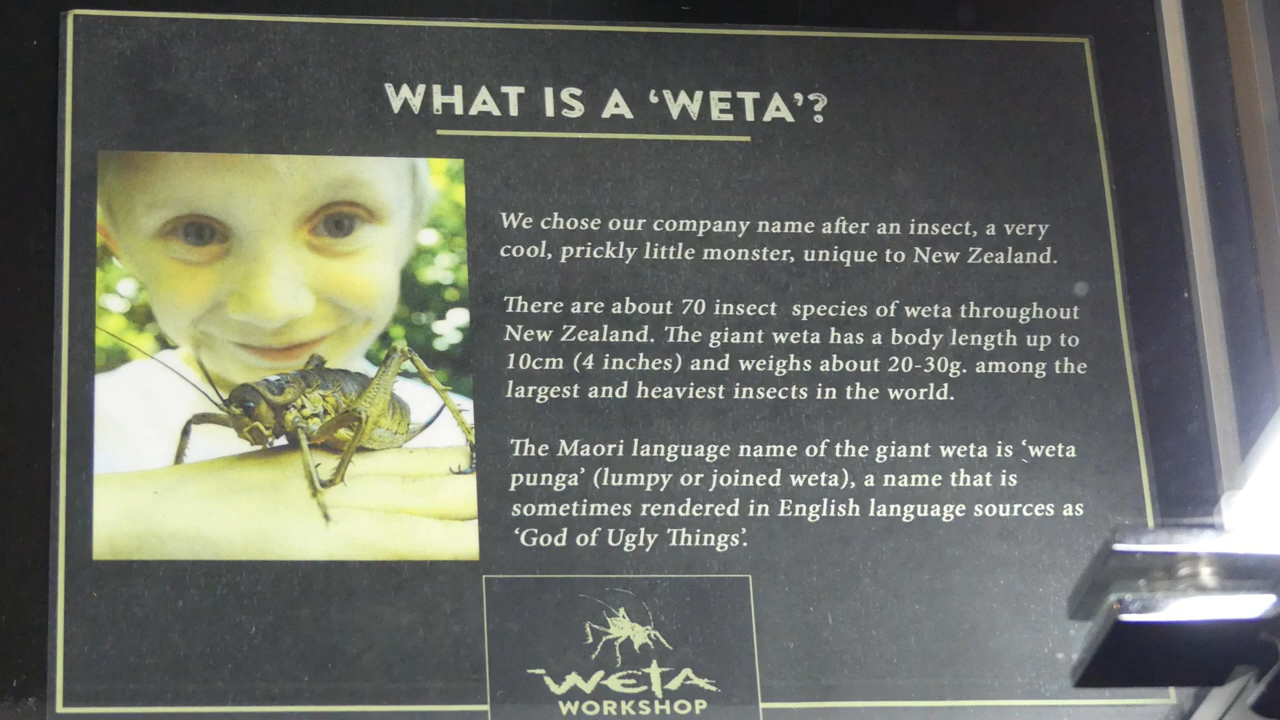 WHAT IS A ‘WETA’?
We chose our company name after an insect, a very
cool, prickly little monster, unique to New Zealand.
There are about 70 insect species of weta throughout
New Zealand. The giant weta has a body length up to
10cm (4 inches) and weighs about 20-30g. among the
largest and heaviest insects in the world.
The Maori language name of the giant weta is ‘weta
punga’ (lumpy or joined weta), a name that is
sometimes rendered in English language sources as
‘God of Ugly Things’.
WETA
WORKSHOP